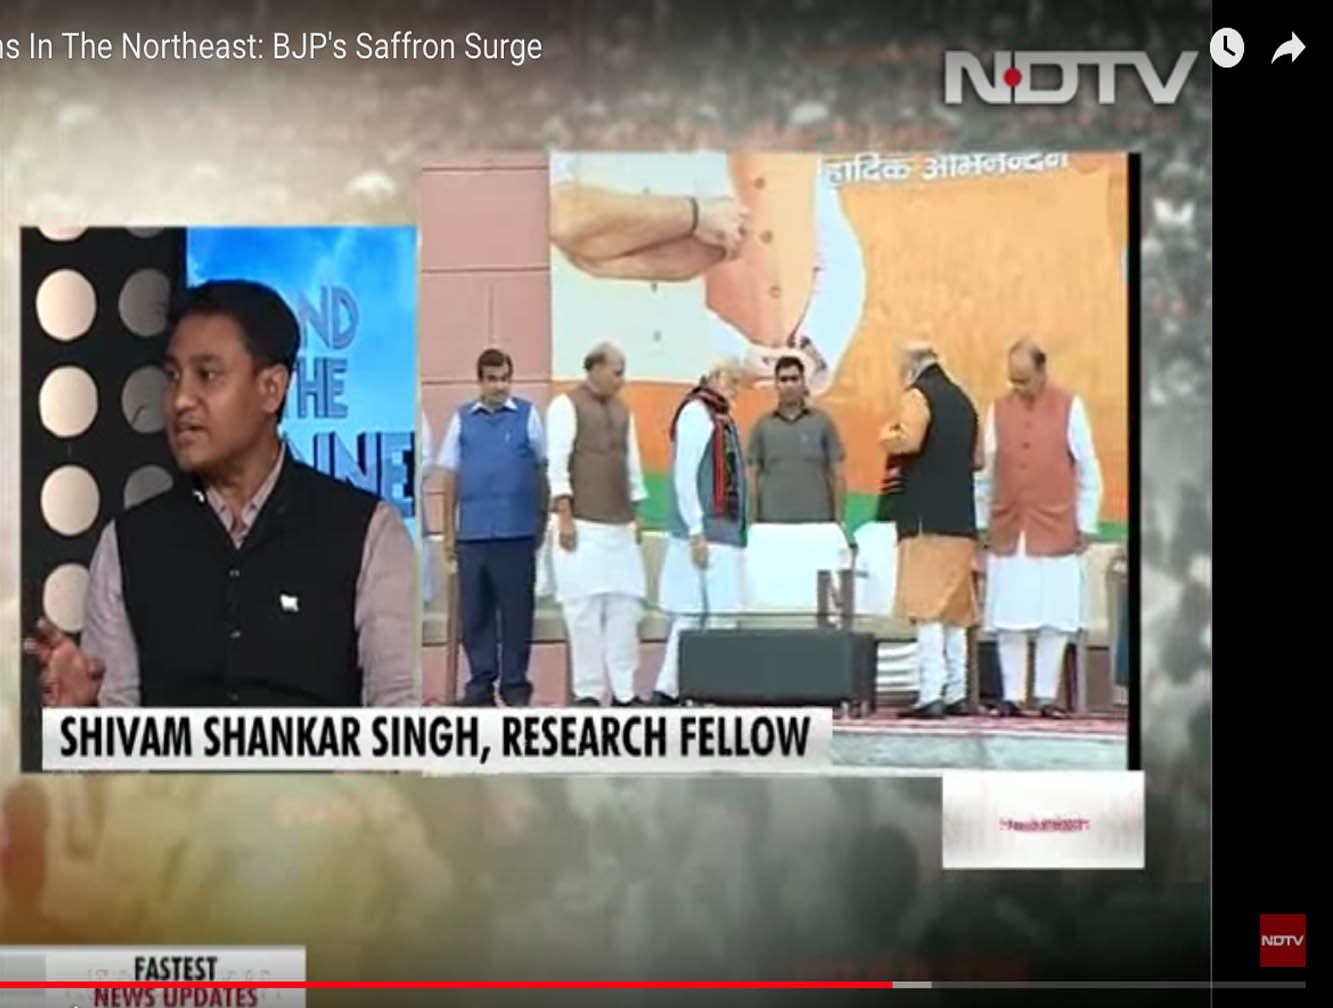 ns In The Northeast: BJP's Saffron Surge
NDTV
हार्दिक अभिनन्दन
ND
THE
NNE
SHIVAM SHANKAR SINGH, RESEARCH FELLOW
NDTV
FASTEST
NEWS UPDATES